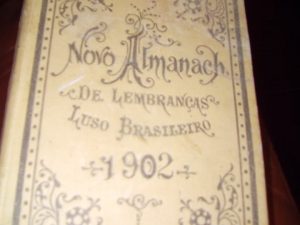 Novo Almanach
De Lembranças
Luso Brasileiro
1902